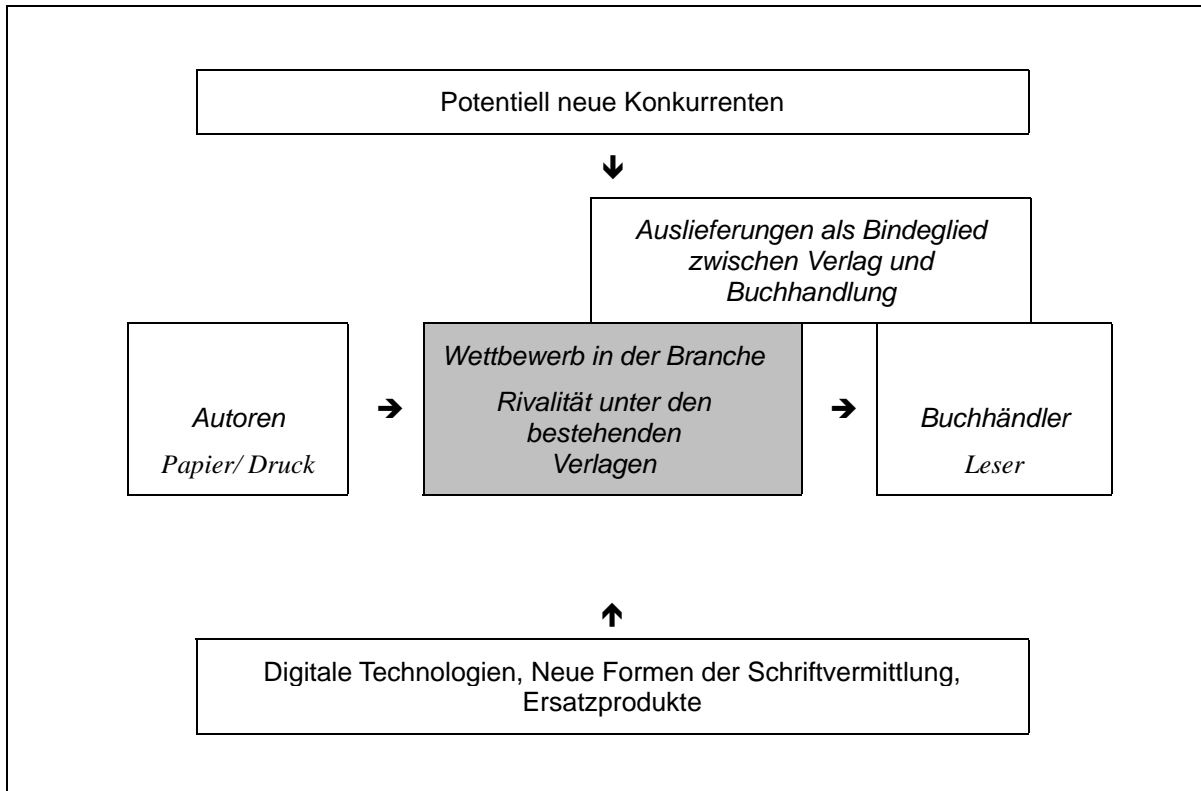 Potentiell neue Konkurrenten
Auslieferungen als Bindeglied
zwischen Verlag und
Buchhandlung
Autoren
Papier/ Druck
Wettbewerb in der Branche
Rivalität unter den
bestehenden
Verlagen
Buchhändler
Leser
Digitale Technologien, Neue Formen der Schriftvermittlung,
Ersatzprodukte